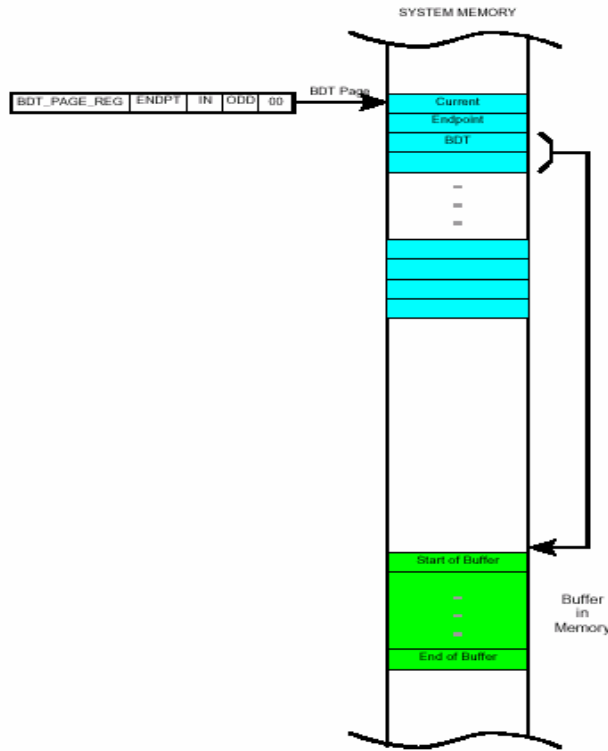 SYSTEM MEMORY
BDT_PAGE_REG ENDPT IN ODD 00
BDT Page
Current
Endpoint
BDT
Start of Buffer
End of Buffer
Buffer
in
Memory